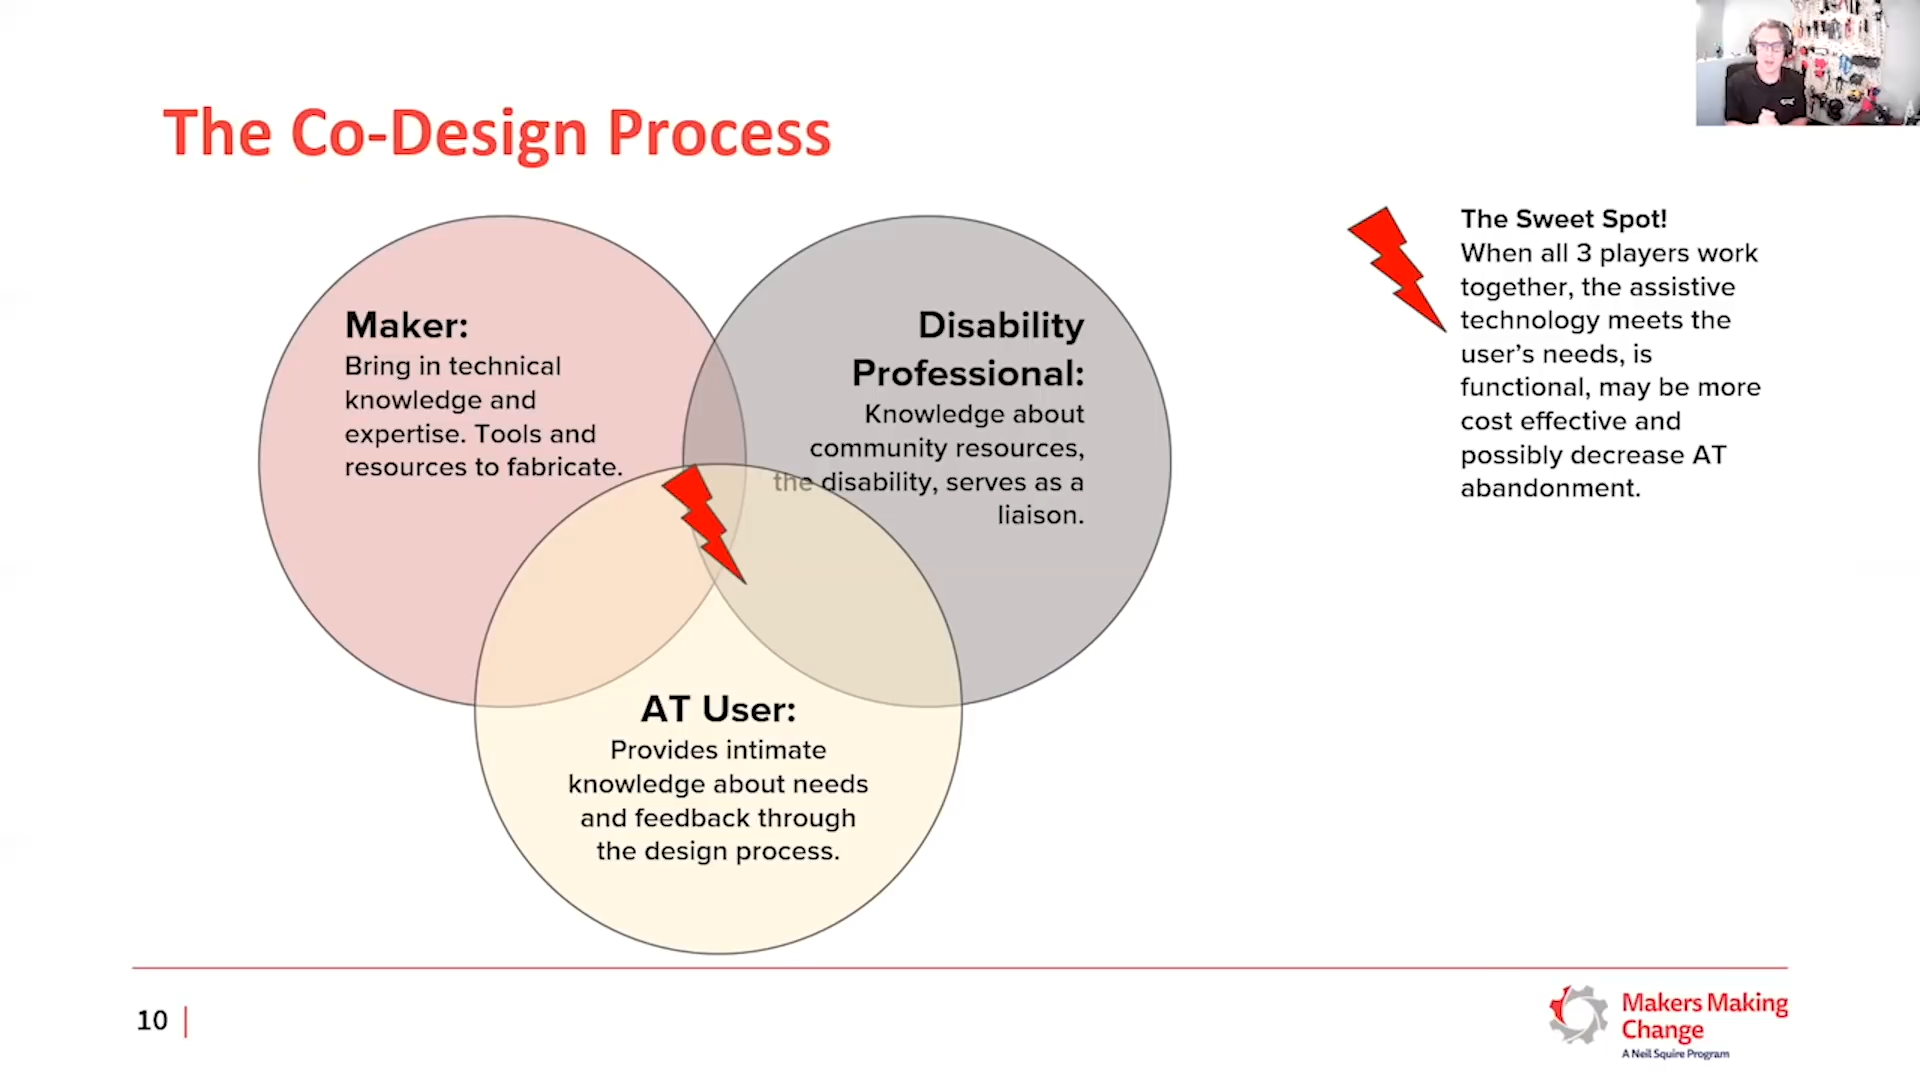 The Co-Design Process
Maker:
Bring in technical
knowledge and
expertise. Tools and
resources to fabricate.
Disability
Professional:
Knowledge about
community resources,
the disability, serves as a
liaison.
AT User:
Provides intimate
knowledge about needs
and feedback through
the design process.
The Sweet Spot!
When all 3 players work
together, the assistive
technology meets the
user’s needs, is
functional, may be more
cost effective and
possibly decrease AT
abandonment.
10
Makers Making
Change
A Neil Squire Program